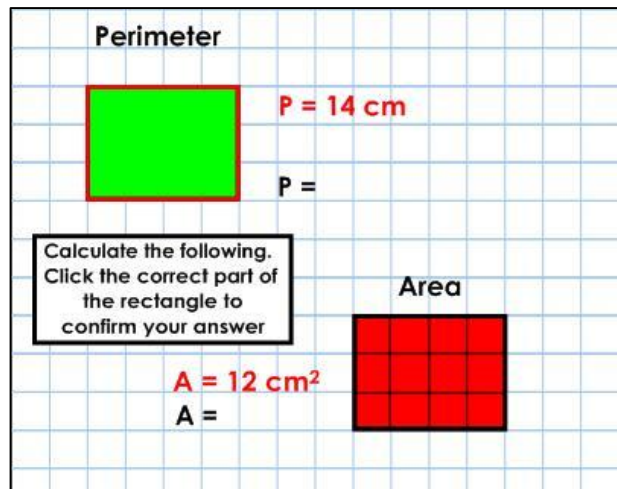 Perimeter
P = 14 cm
P =
Calculate the following.
Click the correct part of
the rectangle to
confirm your answer
Area
A = 12 cm²
A =